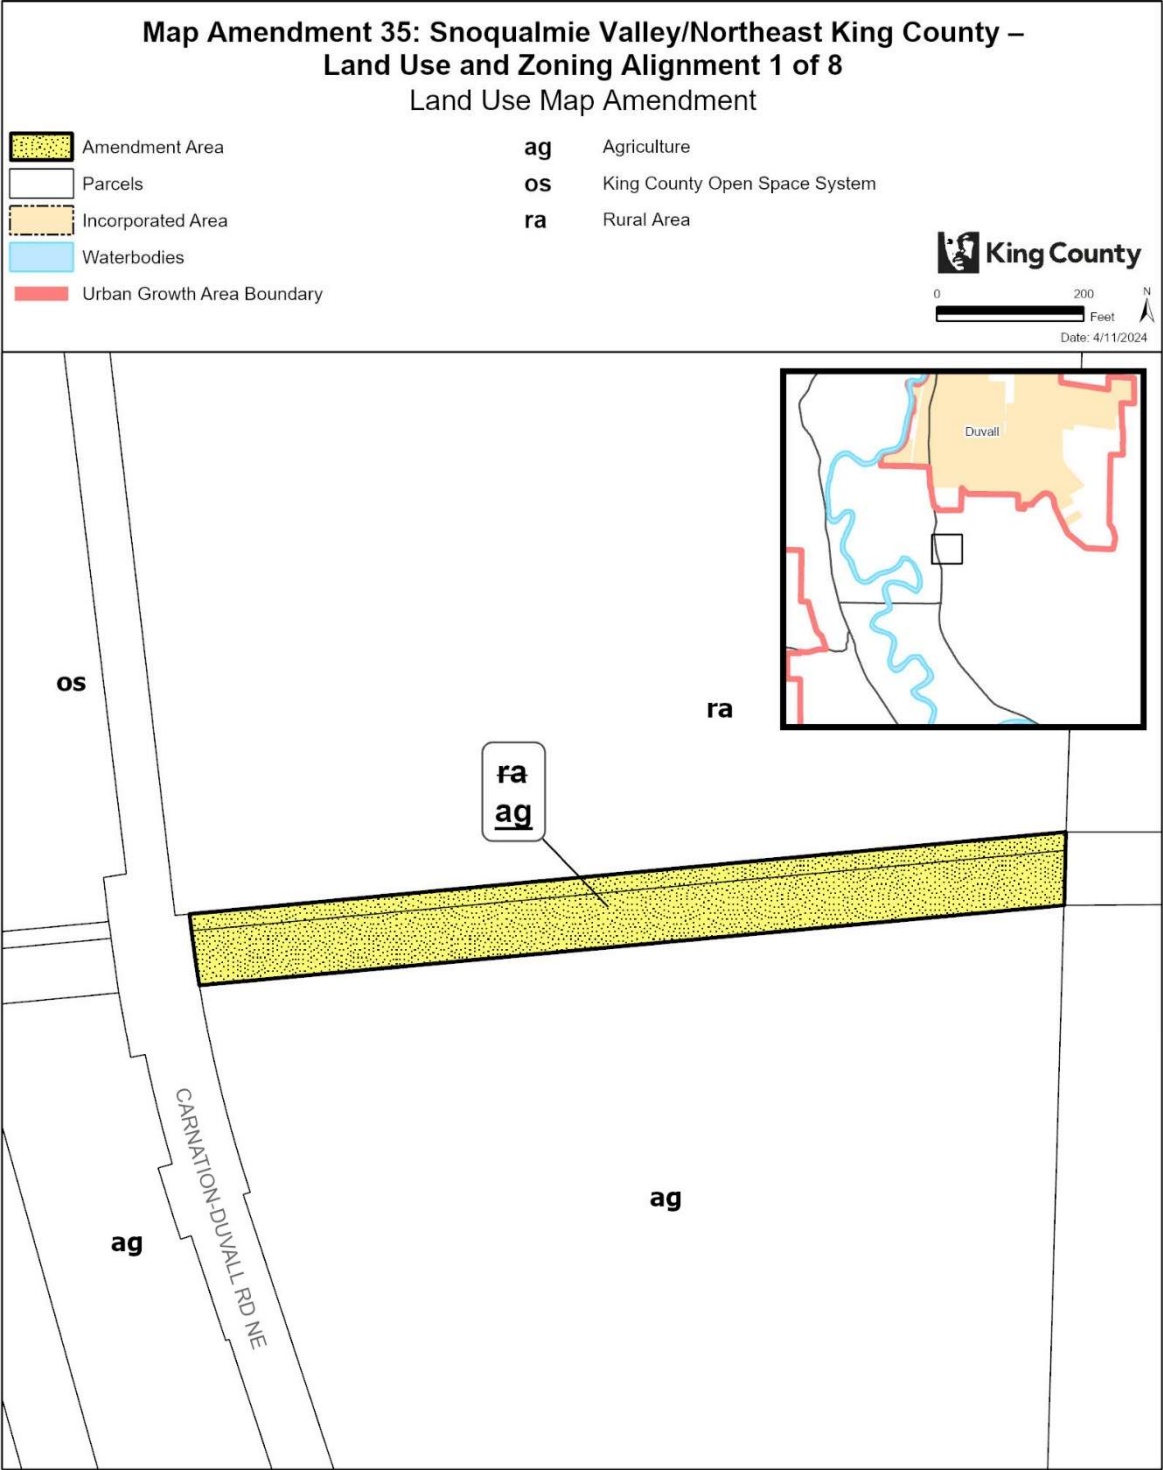 Map Amendment 35: Snoqualmie Valley/Northeast King County –
Land Use and Zoning Alignment 1 of 8
Land Use Map Amendment
Amendment Area
Parcels
Incorporated Area
Waterbodies
Urban Growth Area Boundary
ag Agriculture
os King County Open Space System
ra Rural Area
King County
0 200
Feet
N
Date: 4/11/2024
Duvall
os
ra
ra
ag
CARNATION-DUVALL RD NE
ag
ag